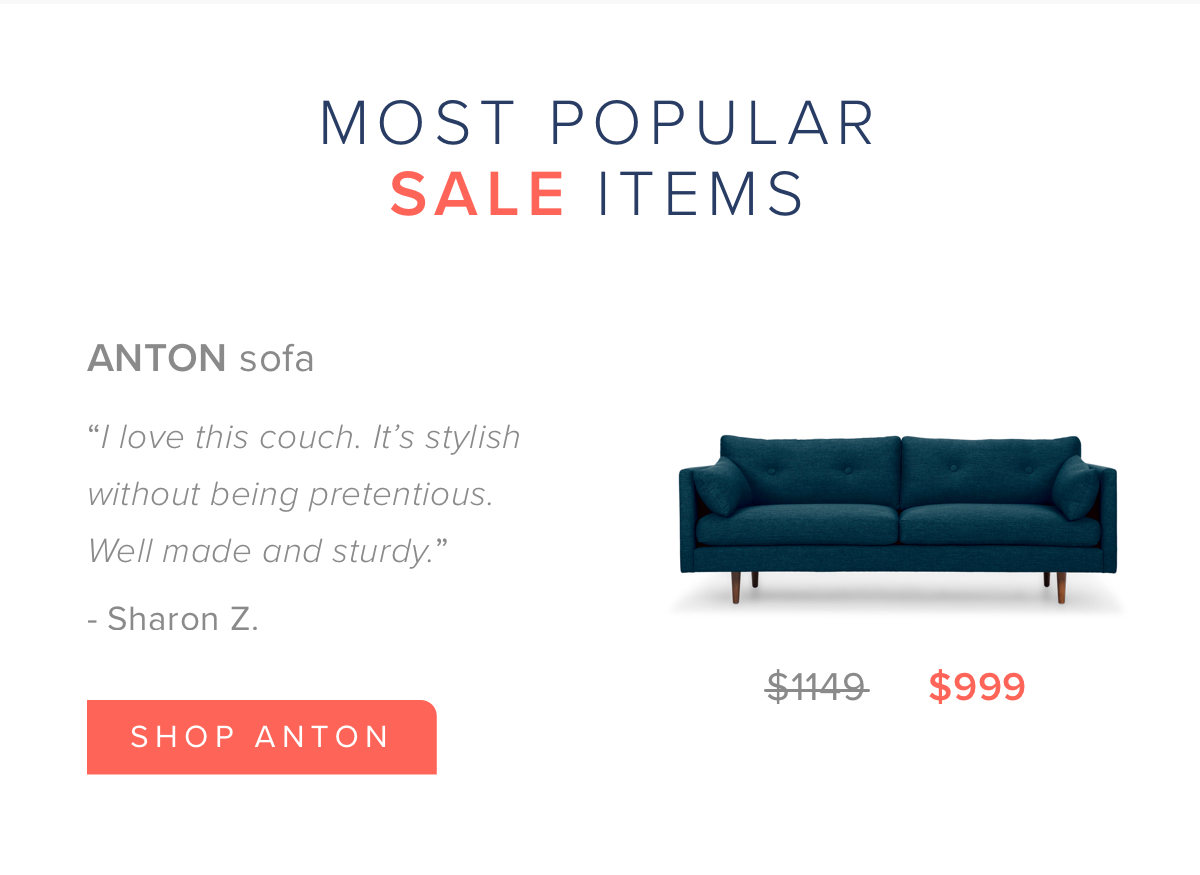 MOST POPULAR
SALE ITEMS
ANTON sofa
“I love this couch. It’s stylish
without being pretentious.
Well made and sturdy.”
- Sharon Z.
$1149 $999
SHOP ANTON